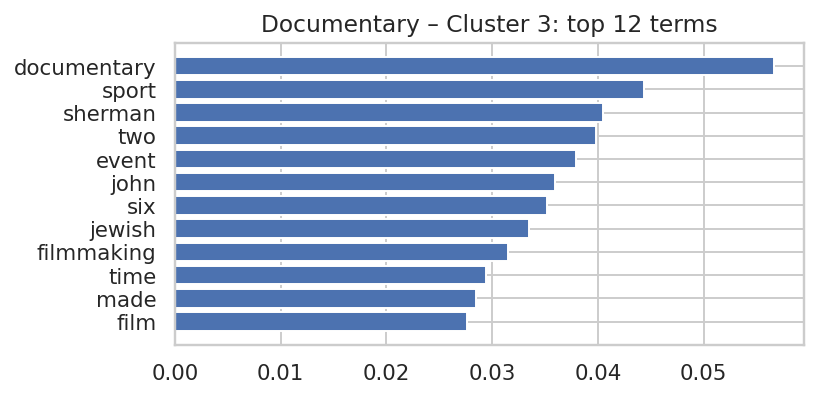 Documentary – Cluster 3: top 12 terms
documentary
sport
sherman
two
event
john
six
jewish
filmmaking
time
made
film
0.00 0.01 0.02 0.03 0.04 0.05